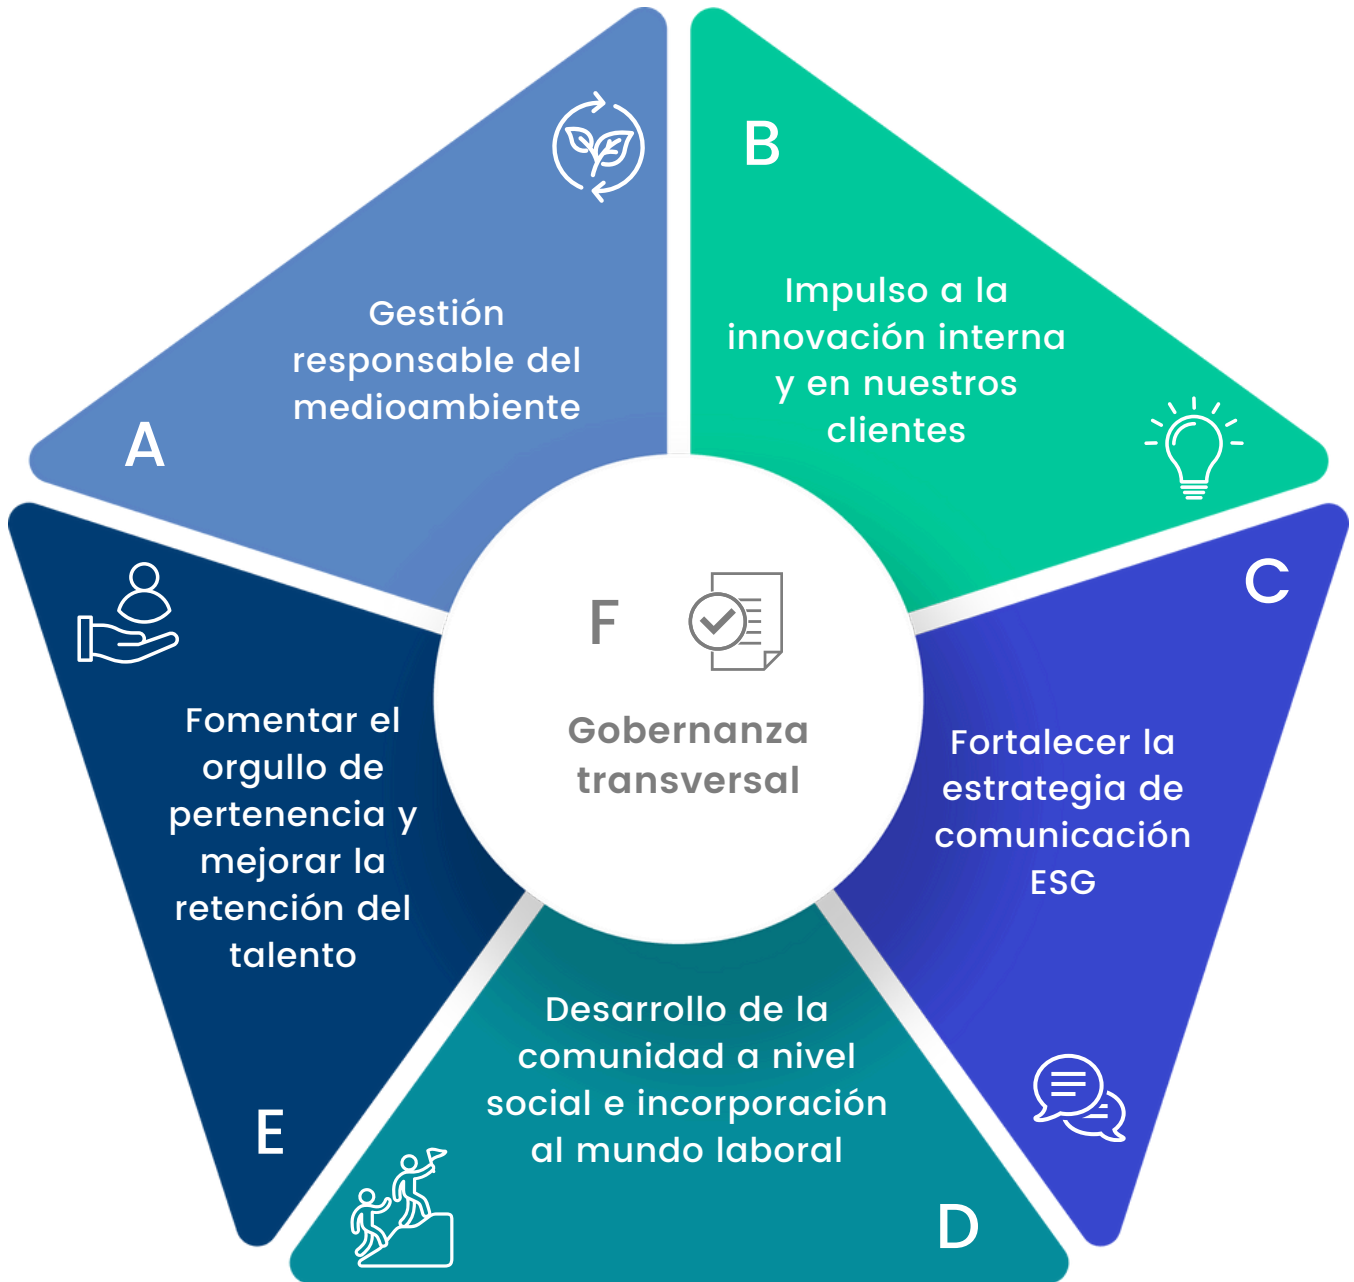 A
Gestión
responsable del
medioambiente
B
Impulso a la
innovación interna
y en nuestros
clientes
C
Fortalecer la
estrategia de
comunicación
ESG
D
Desarrollo de la
comunidad a nivel
social e incorporación
al mundo laboral
E
Fomentar el
orgullo de
pertenencia y
mejorar la
retención del
talento
F
Gobernanza
transversal